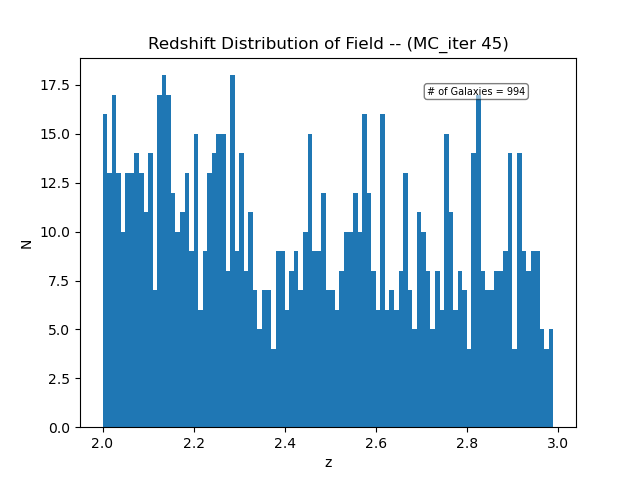 Redshift Distribution of Field -- (MC_iter 45)
# of Galaxies = 994
17.5
15.0
12.5
10.0
7.5
5.0
2.5
0.0
N
2.0 2.2 2.4 2.6 2.8 3.0
z